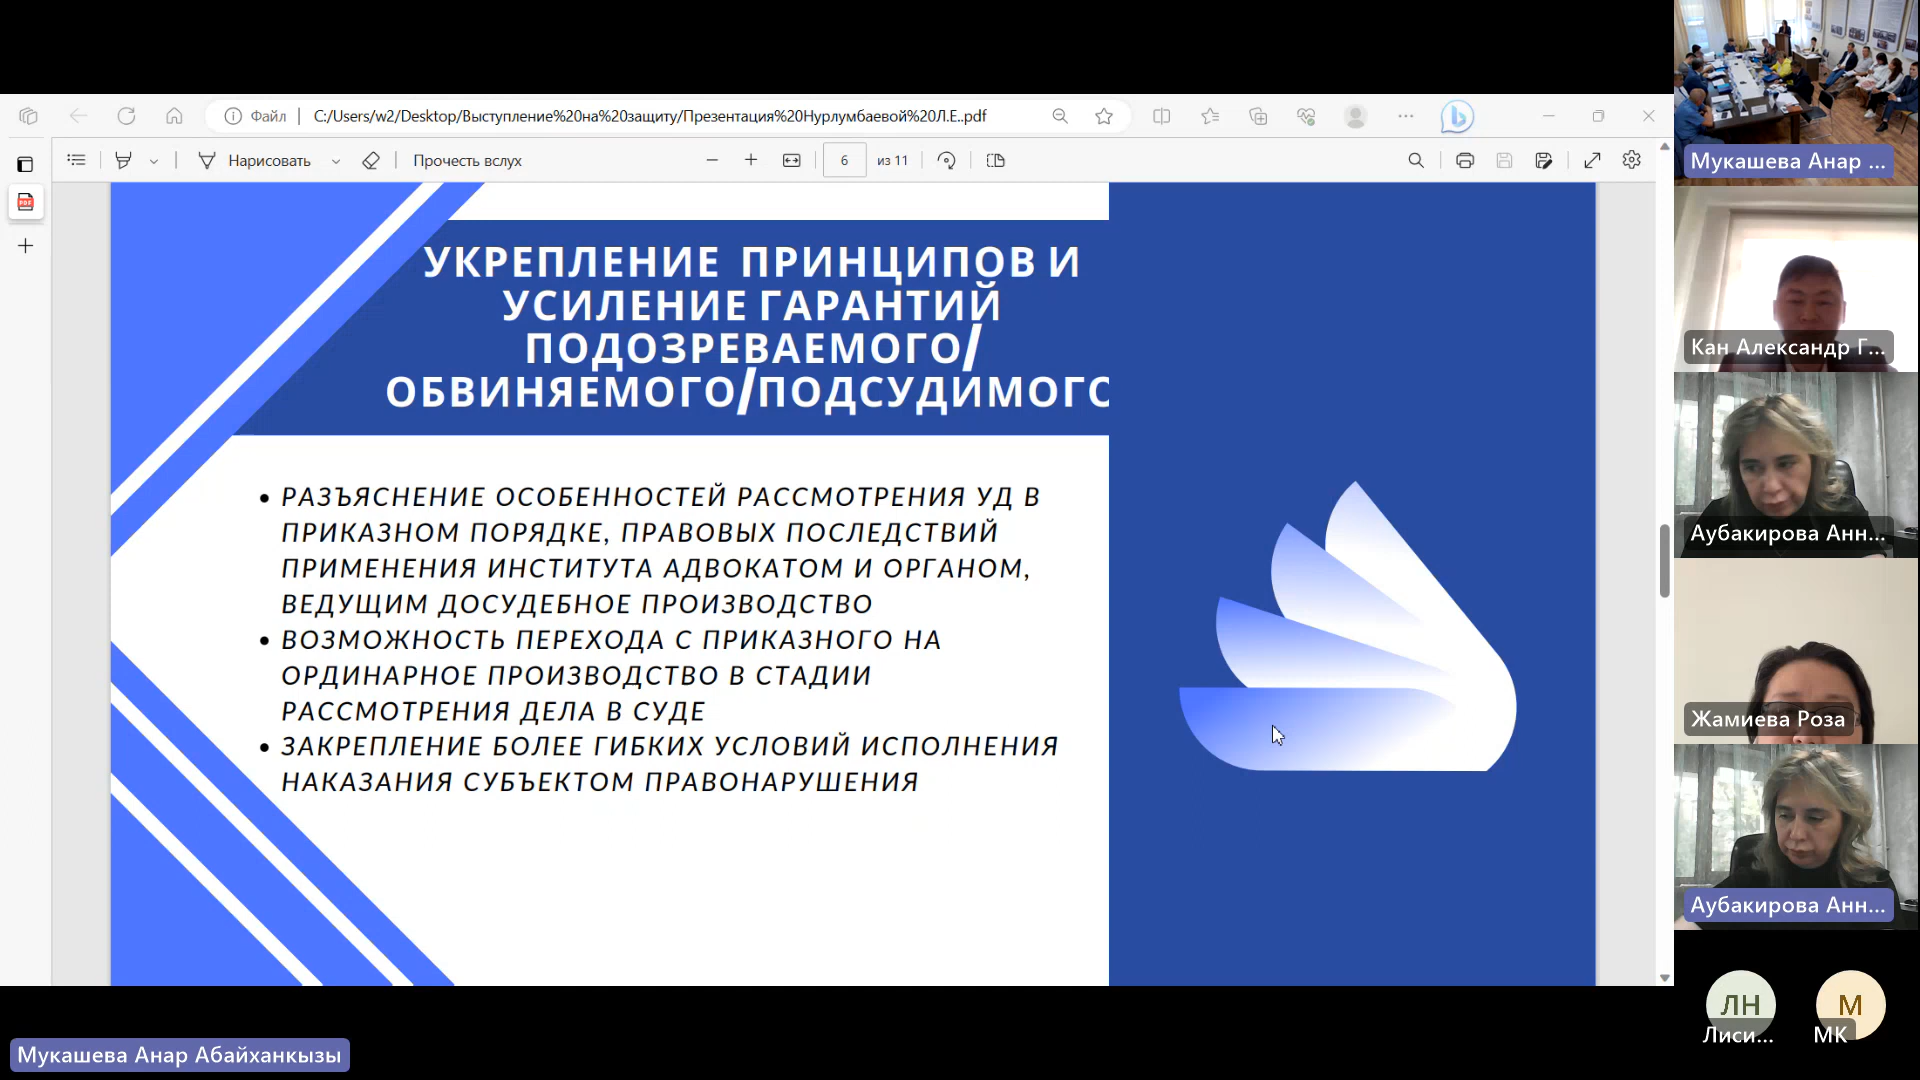 Файл
C:/Users/w2/Desktop/Выступление%20на%20защиту/Презентация%20Нурлумбаевой%20Л.Е..pdf
Нарисовать
Прочесть вслух
6 из 11
УКРЕПЛЕНИЕ ПРИНЦИПОВ И
УСИЛЕНИЕ ГАРАНТИЙ
ПОДОЗРЕВАЕМОГО/
ОБВИНЯЕМОГО/ПОДСУДИМОГО
• РАЗЪЯСНЕНИЕ ОСОБЕННОСТЕЙ РАССМОТРЕНИЯ УД В
ПРИКАЗНОМ ПОРЯДКЕ, ПРАВОВЫХ ПОСЛЕДСТВИЙ
ПРИМЕНЕНИЯ ИНСТИТУТА АДВОКАТОМ И ОРГАНОМ,
ВЕДУЩИМ ДОСУДЕБНОЕ ПРОИЗВОДСТВО
• ВОЗМОЖНОСТЬ ПЕРЕХОДА С ПРИКАЗНОГО НА
ОРДИНАРНОЕ ПРОИЗВОДСТВО В СТАДИИ
РАССМОТРЕНИЯ ДЕЛА В СУДЕ
• ЗАКРЕПЛЕНИЕ БОЛЕЕ ГИБКИХ УСЛОВИЙ ИСПОЛНЕНИЯ
НАКАЗАНИЯ СУБЪЕКТОМ ПРАВОНАРУШЕНИЯ
Мукашева Анар ...
Кан Александр Г...
Аубакирова Анн...
Жамиева Роза
Аубакирова Анн...
ЛН
Лиси...
М
МК
Мукашева Анар Абайханкызы